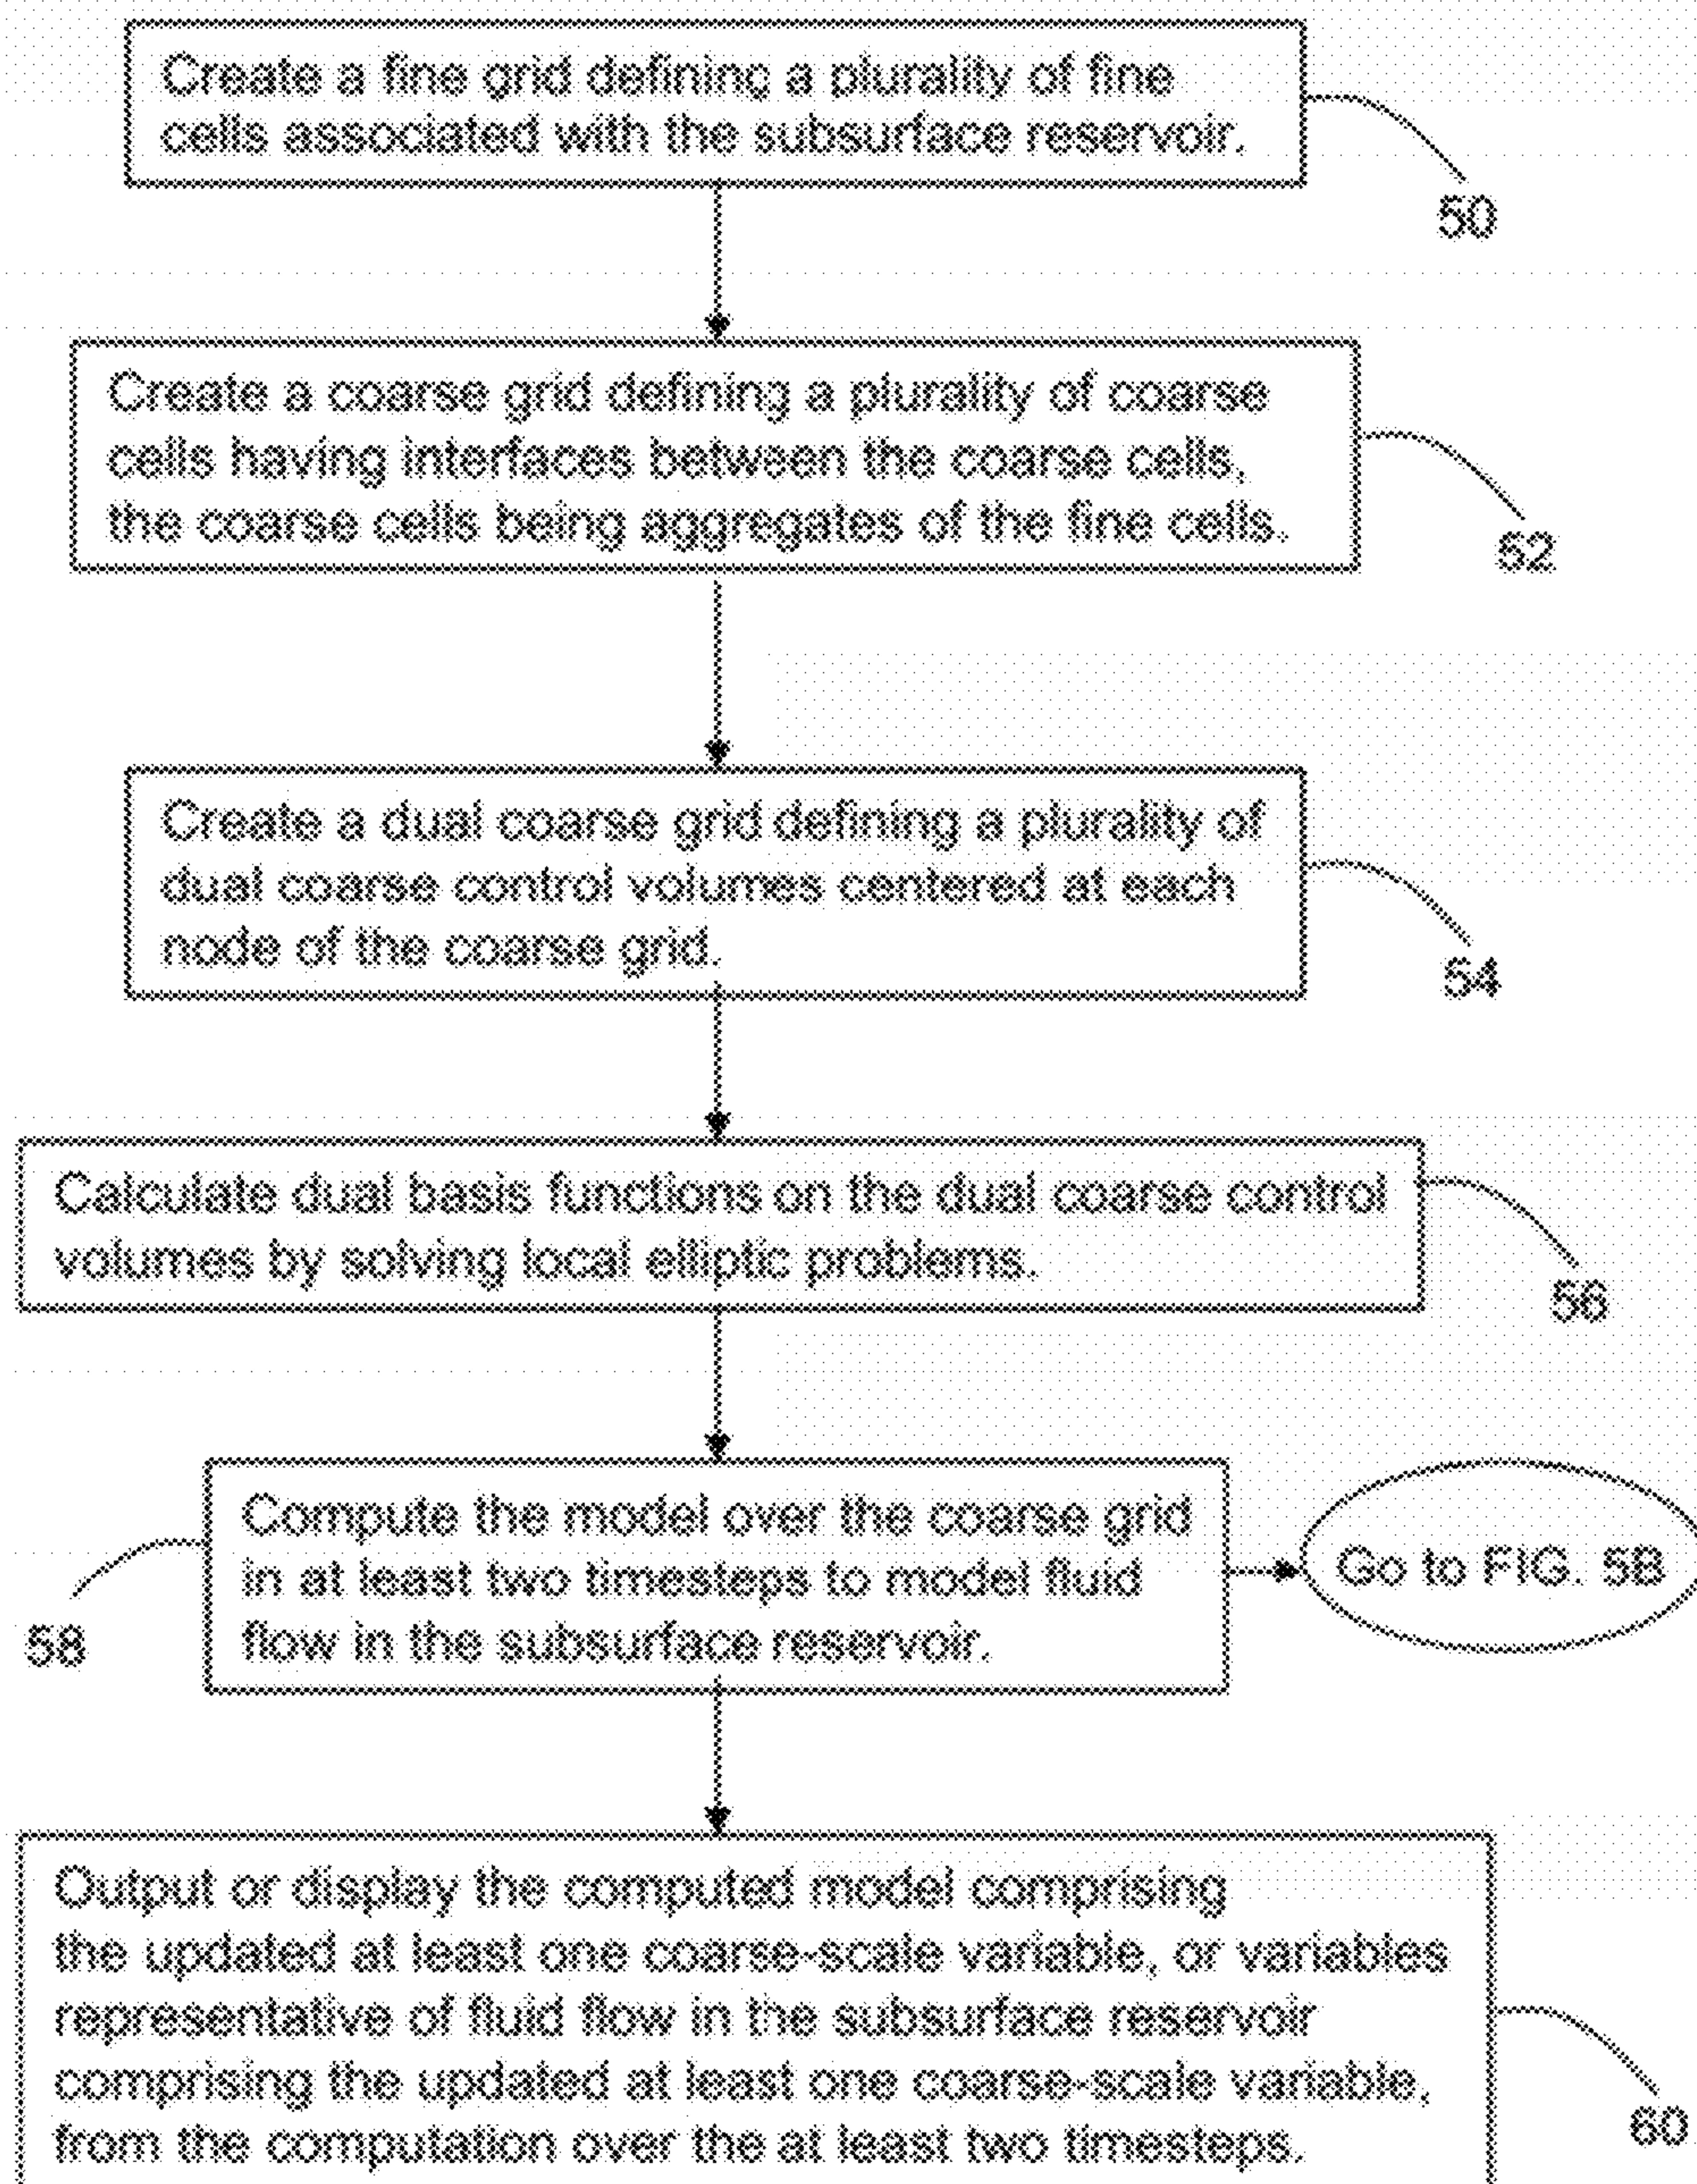 Create a fine grid defining a plurality of fine
cells associated with the subsurface reservoir.
50
Create a coarse grid defining a plurality of coarse
cells having interfaces between the coarse cells,
the coarse cells being aggregates of the fine cells.
52
Create a dual coarse grid defining a plurality of
dual coarse control volumes centered at each
node of the coarse grid.
54
Calculate dual basis functions on the dual coarse control
volumes by solving local elliptic problems.
56
Compute the model over the coarse grid
in at least two timesteps to model fluid
flow in the subsurface reservoir.
58
Go to FIG. 5B
Output or display the computed model comprising
the updated at least one coarse-scale variable, or variables
representative of fluid flow in the subsurface reservoir
comprising the updated at least one coarse-scale variable,
from the computation over the at least two timesteps.
60